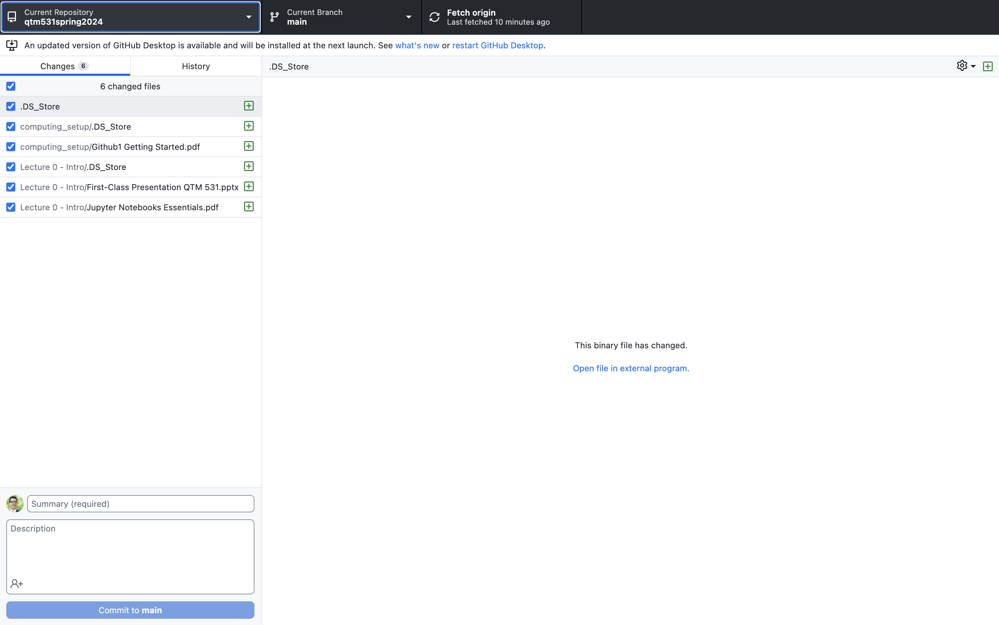 Current Repository
qtm531spring2024
Current Branch
main
Fetch origin
Last fetched 10 minutes ago
An updated version of GitHub Desktop is available and will be installed at the next launch. See what's new or restart GitHub Desktop.
Changes 6
History
.DS_Store
6 changed files
.DS_Store
computing_setup/.DS_Store
computing_setup/Github1 Getting Started.pdf
Lecture 0 - Intro/.DS_Store
Lecture 0 - Intro/First-Class Presentation QTM 531.pptx
Lecture 0 - Intro/Jupyter Notebooks Essentials.pdf
This binary file has changed.
Open file in external program.
Summary (required)
Description
Commit to main